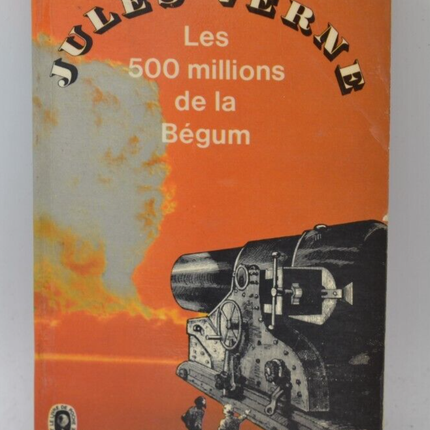 JULES VERNE
Les
500 millions
de la
Bégum